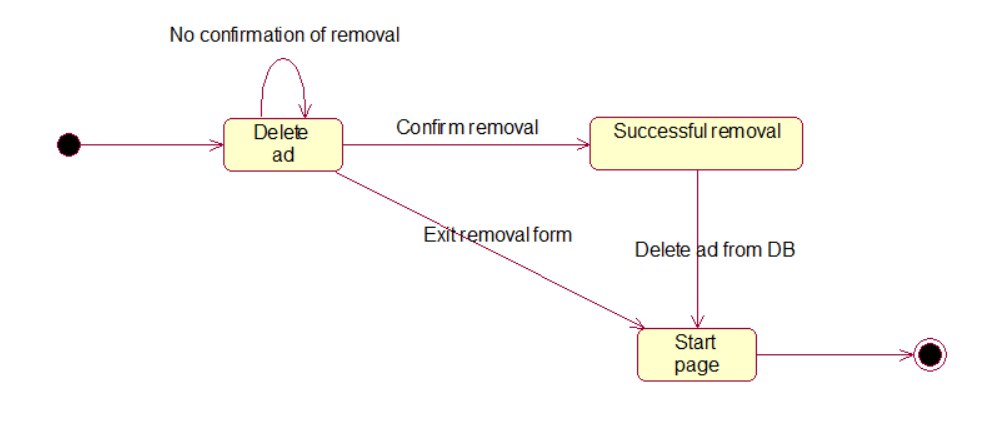 No confirmation of removal
Delete
ad
Confirm removal
Successful removal
Exit removal form
Delete ad from DB
Start
page